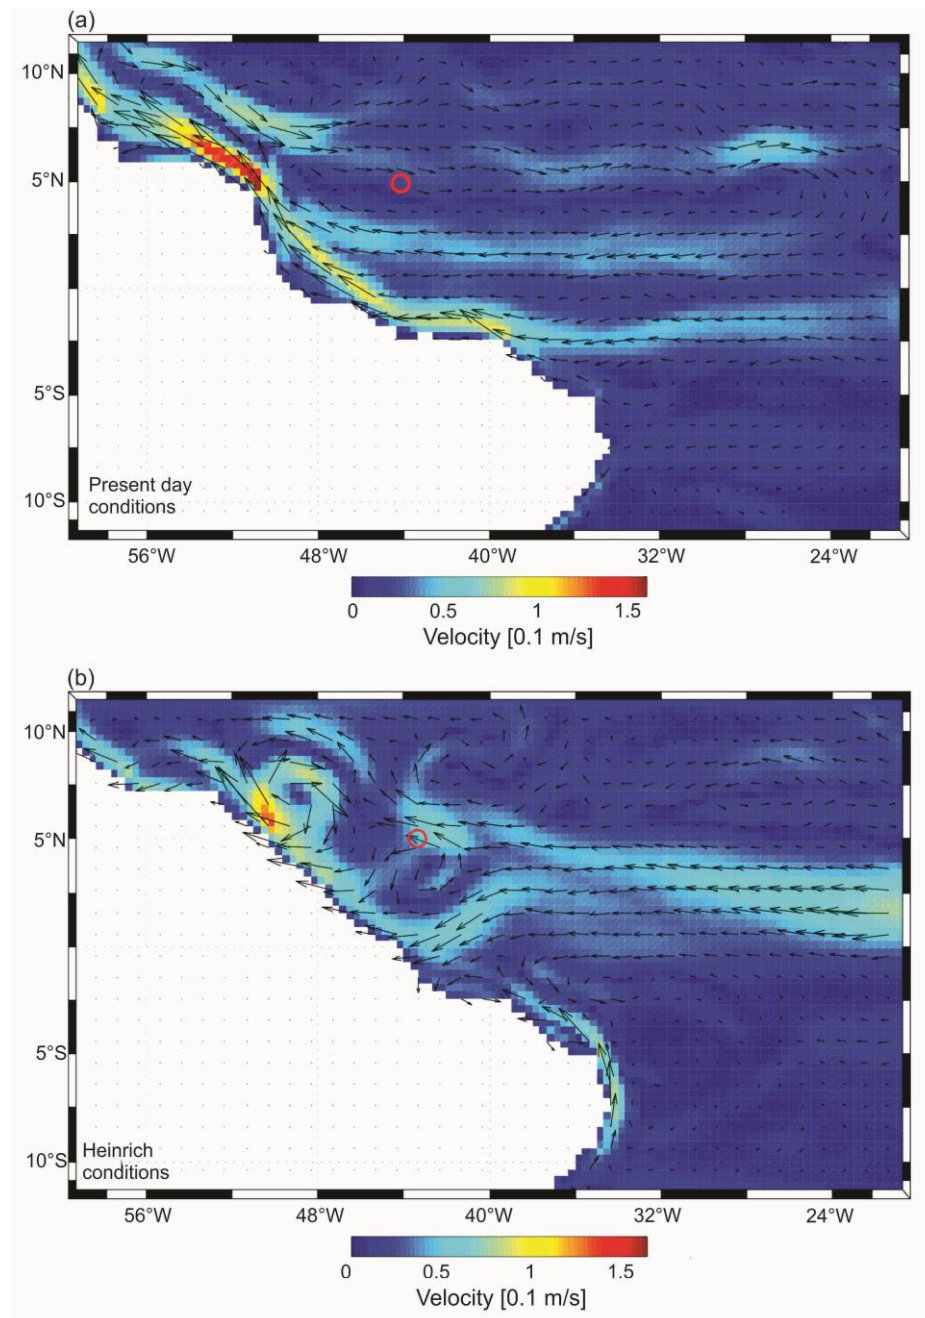 (a)
10°N
5°N
5°S
10°S
Present day
conditions
56°W 48°W 40°W 32°W 24°W
0 0.5 1 1.5
Velocity [0.1 m/s]
(b)
10°N
5°N
5°S
10°S
Heinrich
conditions
56°W 48°W 40°W 32°W 24°W
0 0.5 1 1.5
Velocity [0.1 m/s]